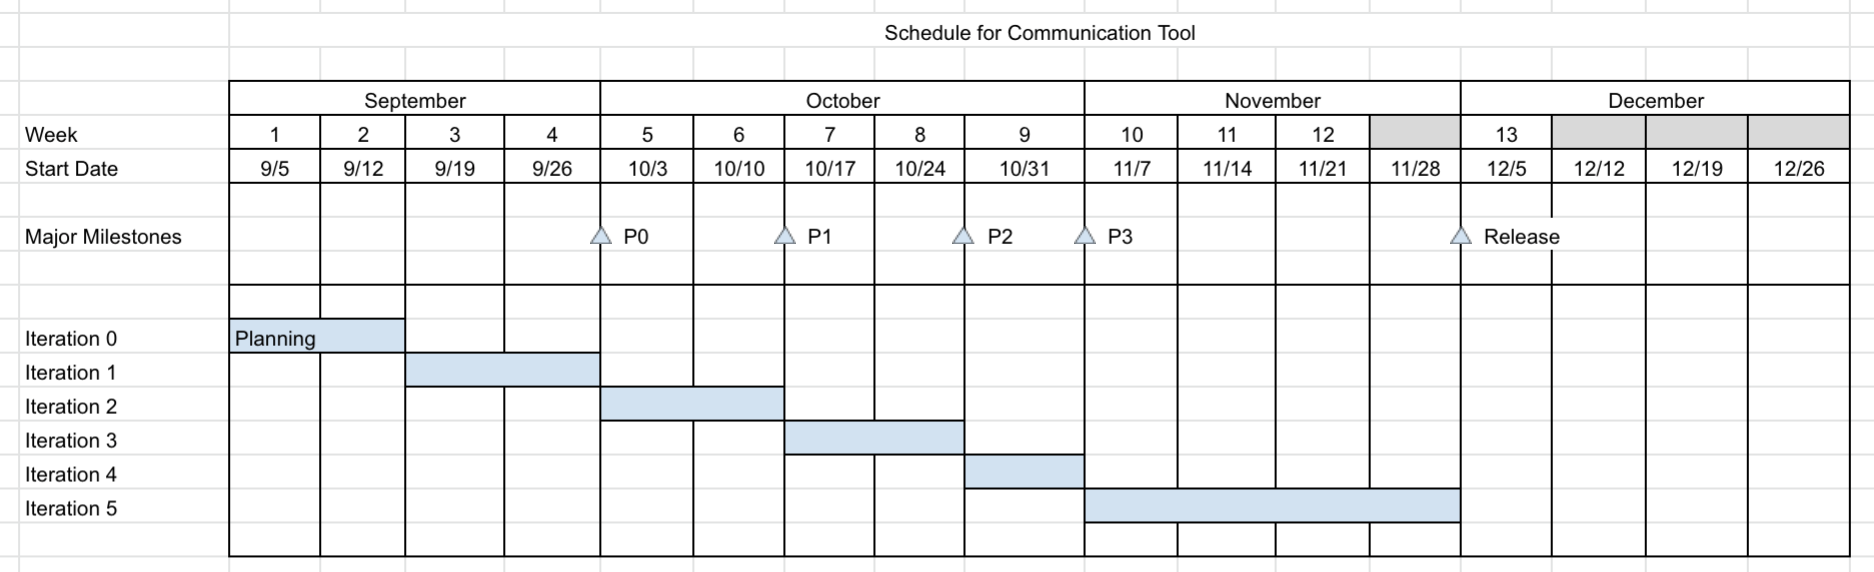 Schedule for Communication Tool
September October November December
Week 1 2 3 4 5 6 7 8 9 10 11 12 13
Start Date 9/5 9/12 9/19 9/26 10/3 10/10 10/17 10/24 10/31 11/7 11/14 11/21 11/28 12/5 12/12 12/19 12/26
Major Milestones P0 P1 P2 P3 Release
Iteration 0 Planning
Iteration 1
Iteration 2
Iteration 3
Iteration 4
Iteration 5